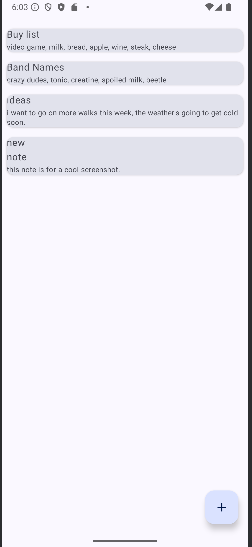 6:03
Buy list
video game, milk, bread, apple, wine, steak, cheese
Band Names
crazy dudes, tonic, creatine, spoiled milk, beetle
ideas
i want to go on more walks this week, the weather's going to get cold
soon.
new
note
this note is for a cool screenshot
+